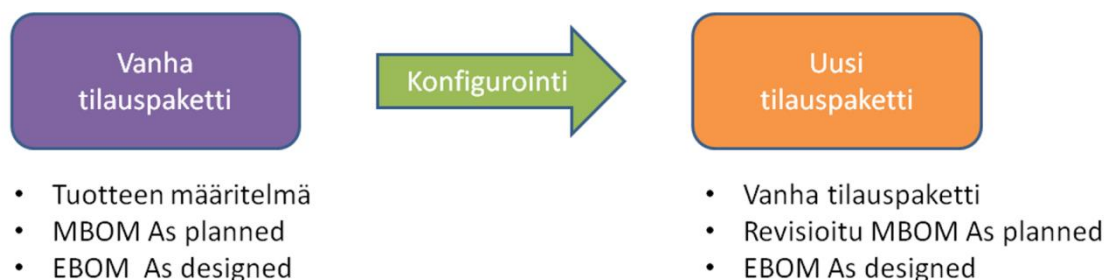 Vanha
tilauspaketti
Konfigurointi
Uusi
tilauspaketti
• Tuotteen määritelmä
• MBOM As planned
• EBOM As designed
• Vanha tilauspaketti
• Revisioitu MBOM As planned
• EBOM As designed